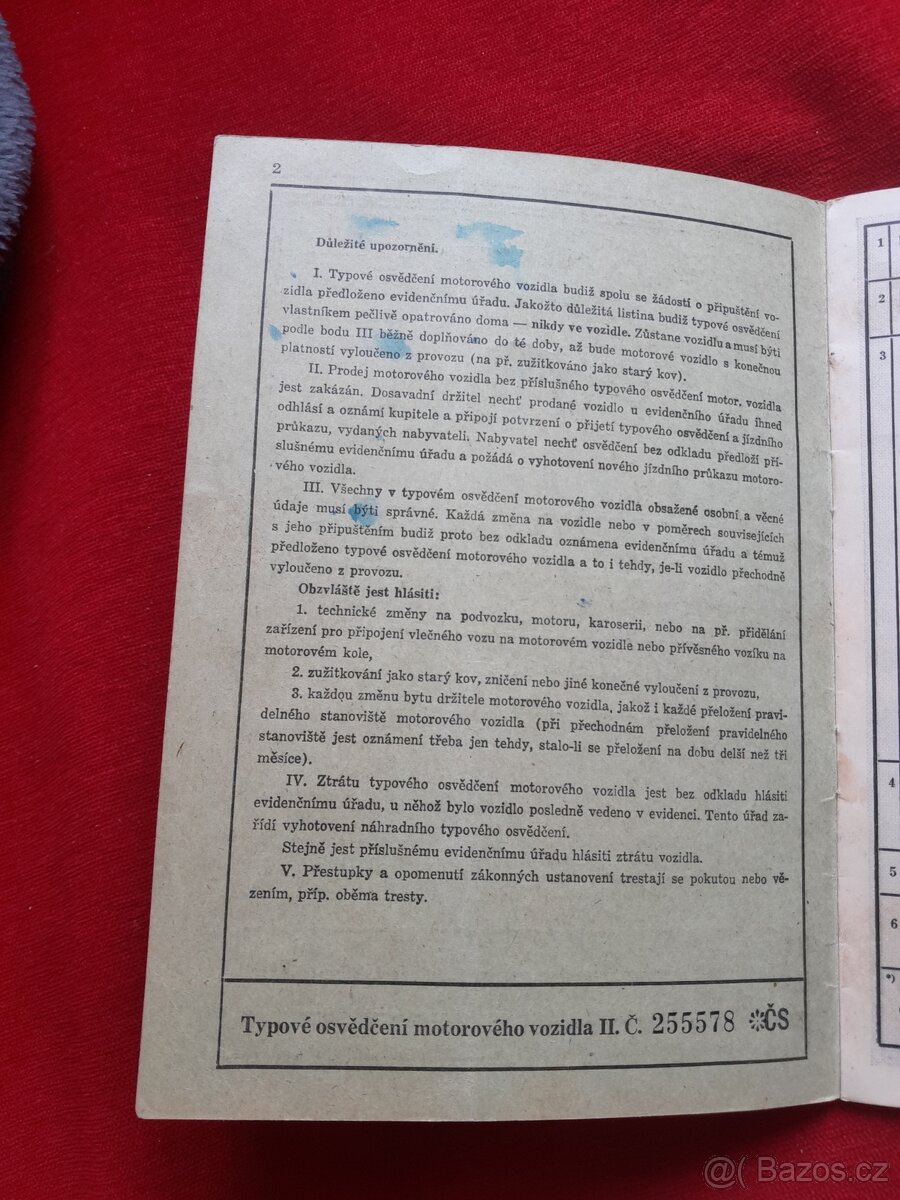 2
Důležité upozornění.
I. Typové osvědčení motorového vozidla budiž spolu se žádostí o připuštění vo-
zidla předloženo evidenčnímu úřadu. Jakožto důležitá listina budiž typové osvědčení
vlastníkem pečlivě opatrováno doma — nikdy ve vozidle. Zůstane vozidlu a musí býti
podle bodu III běžně doplňováno do té doby, až bude motorové vozidlo s konečnou
platností vyloučeno z provozu (na př. zužitkováno jako starý kov).
II. Prodej motorového vozidla bez příslušného typového osvědčení motor. vozidla
jest zakázán. Dosavadní držitel nechť prodané vozidlo u evidenčního úřadu ihned
odhlásí a oznámí kupitele a připojí potvrzení o přijetí typového osvědčení a jízdního
průkazu, vydaných nabyvateli. Nabyvatel nechť osvědčení bez odkladu předloží pří-
slušnému evidenčnímu úřadu a požádá o vyhotovení nového jízdního průkazu motoro-
vého vozidla.
III. Všechny v typovém osvědčení motorového vozidla obsažené osobní a věcné
údaje musí býti správné. Každá změna na vozidle nebo v poměrech souvisejících
s jeho připuštěním budiž proto bez odkladu oznámena evidenčnímu úřadu a témuž
předloženo typové osvědčení motorového vozidla a to i tehdy, je-li vozidlo přechodně
vyloučeno z provozu.
Obzvláště jest hlásiti:
1. technické změny na podvozku, motoru, karoserii, nebo na př. přidělání
zařízení pro připojení vlečného vozu na motorovém vozidle nebo přívěsného vozíku na
motorovém kole,
2. zužitkování jako starý kov, zničení nebo jiné konečné vyloučení z provozu,
3. každou změnu bytu držitele motorového vozidla, jakož i každé přeložení pravi-
delného stanoviště motorového vozidla (při přechodném přeložení pravidelného
stanoviště jest oznámení třeba jen tehdy, stalo-li se přeložení na dobu delší než tři
měsíce).
IV. Ztrátu typového osvědčení motorového vozidla jest bez odkladu hlásiti
evidenčnímu úřadu, u něhož bylo vozidlo posledně vedeno v evidenci. Tento úřad za-
řídí vyhotovení náhradního typového osvědčení.
Stejně jest příslušnému evidenčnímu úřadu hlásiti ztrátu vozidla.
V. Přestupky a opomenutí zákonných ustanovení trestají se pokutou nebo vě-
zením, příp. oběma tresty.
Typové osvědčení motorového vozidla II. Č. 255578 ČS
1
2
3
4
5
6
*)
@( Bazos.cz